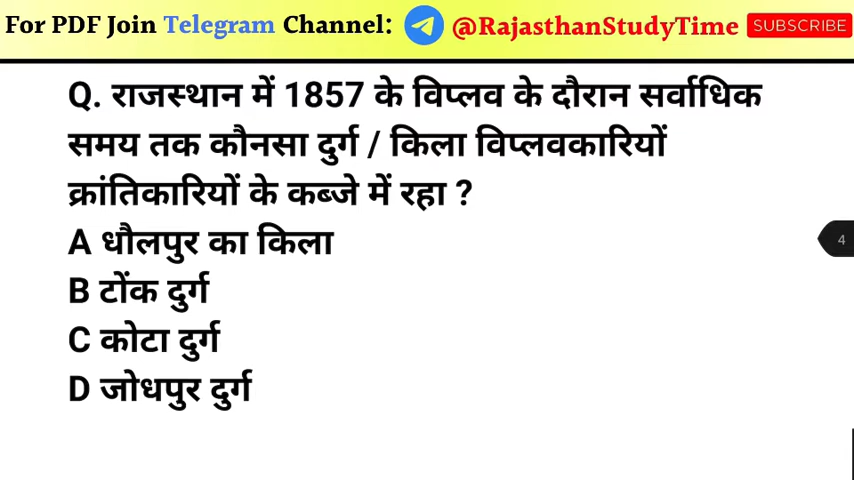 For PDF Join Telegram Channel: @RajasthanStudyTime SUBSCRIBE
Q. राजस्थान में 1857 के विप्लव के दौरान सर्वाधिक
समय तक कौनसा दुर्ग / किला विप्लवकारियों
क्रांतिकारियों के कब्जे में रहा ?
A धौलपुर का किला
B टोंक दुर्ग
C कोटा दुर्ग
D जोधपुर दुर्ग
4